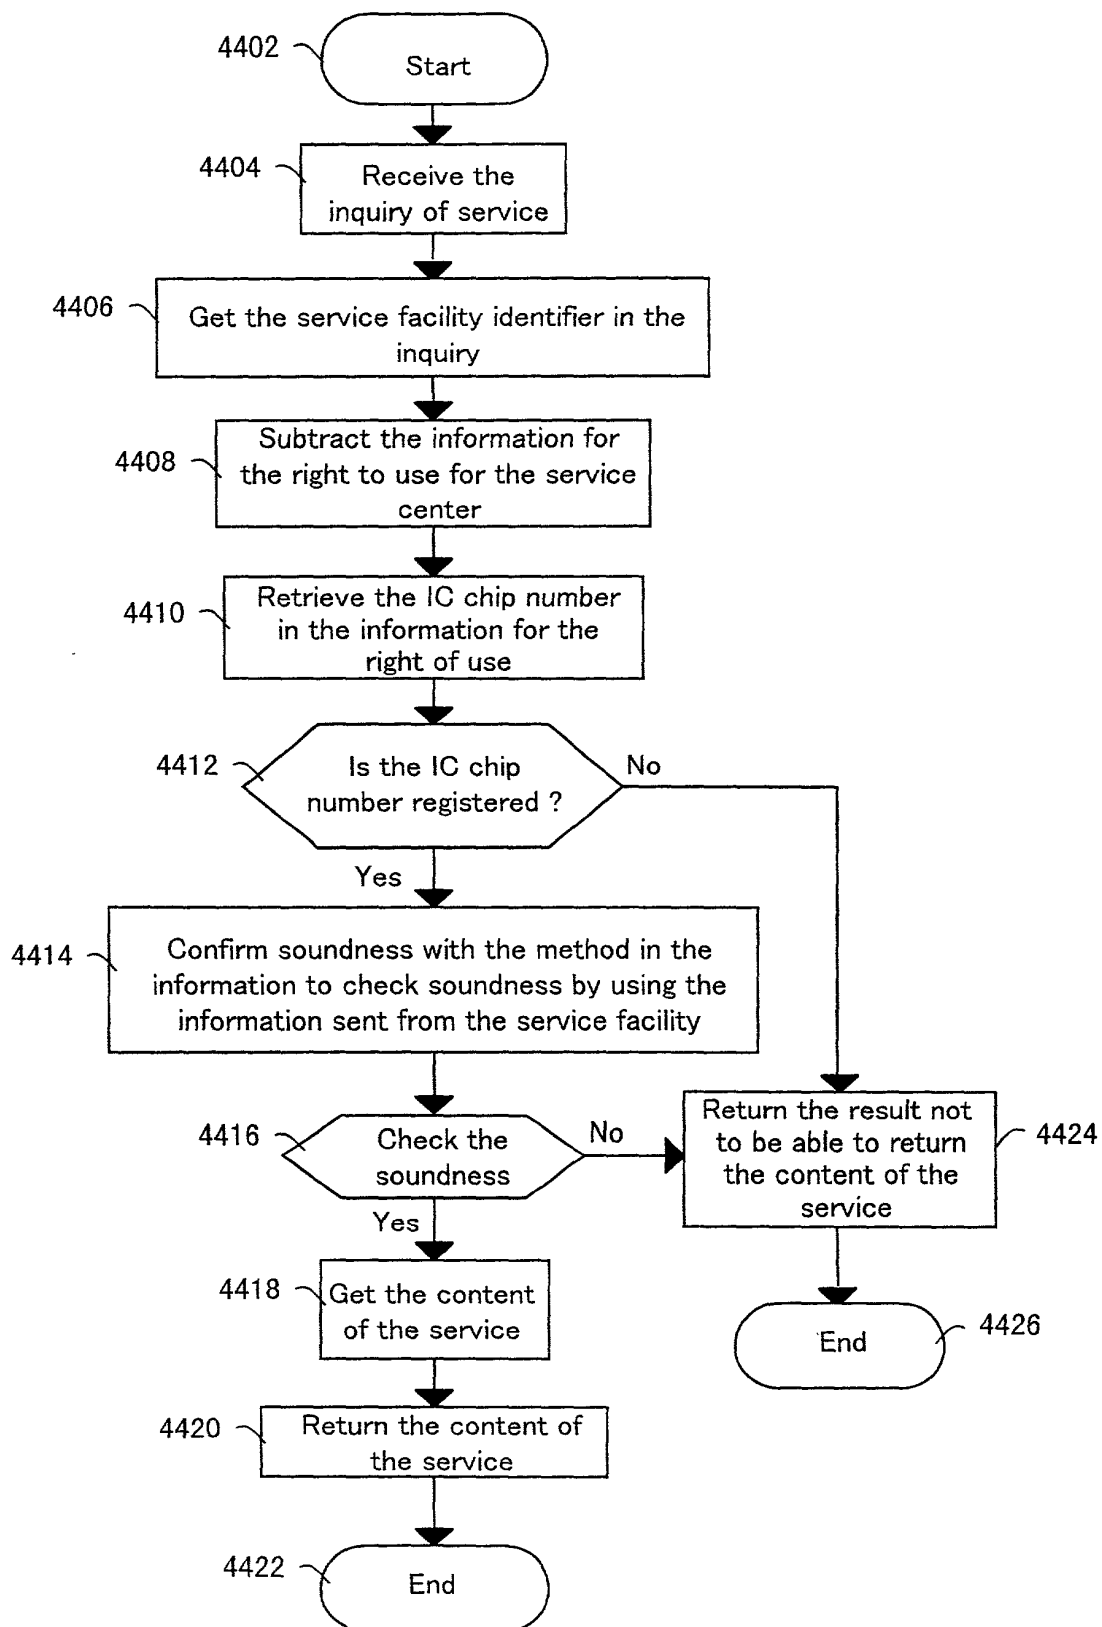 4402
Start
4404
Receive the
inquiry of service
4406
Get the service facility identifier in the
inquiry
4408
Subtract the information for
the right to use for the service
center
4410
Retrieve the IC chip number
in the information for the
right of use
4412
Is the IC chip
number registered ?
No
Yes
4414
Confirm soundness with the method in the
information to check soundness by using the
information sent from the service facility
4416
Check the
soundness
No
Yes
Return the result not
to be able to return
the content of the
service
4424
4418
Get the content
of the service
End
4426
4420
Return the content of
the service
4422
End